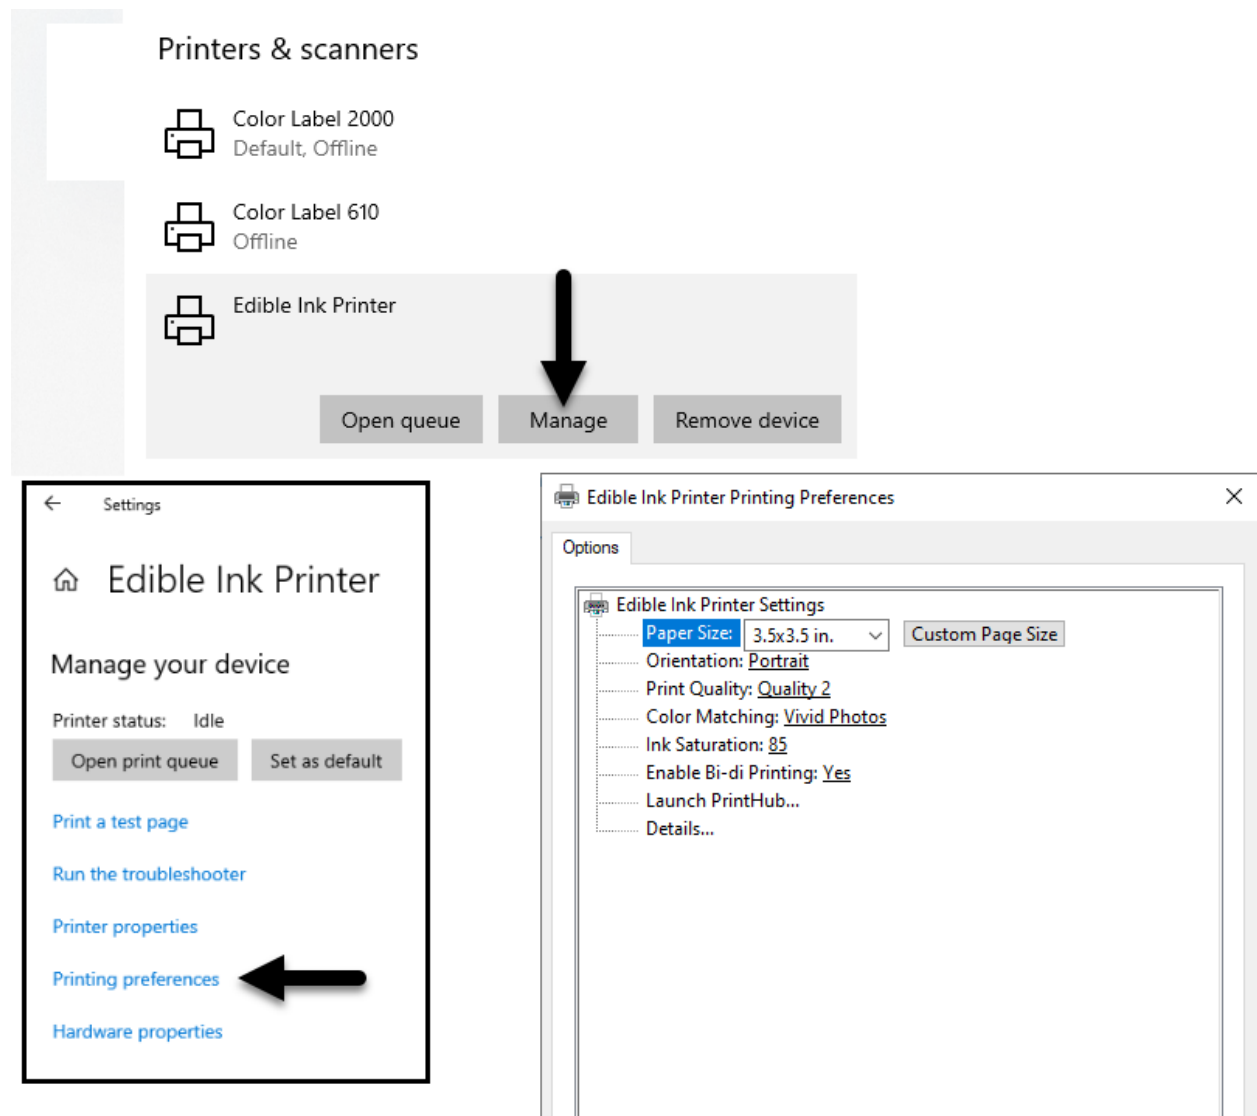 Printers & scanners
Color Label 2000
Default, Offline
Color Label 610
Offline
Edible Ink Printer
Open queue
Manage
Remove device
Settings
Edible Ink Printer
Manage your device
Printer status: Idle
Open print queue
Set as default
Print a test page
Run the troubleshooter
Printer properties
Printing preferences
Hardware properties
Edible Ink Printer Printing Preferences
Options
Edible Ink Printer Settings
Paper Size: 3.5x3.5 in. Custom Page Size
Orientation: Portrait
Print Quality: Quality 2
Color Matching: Vivid Photos
Ink Saturation: 85
Enable Bi-di Printing: Yes
Launch PrintHub...
Details...